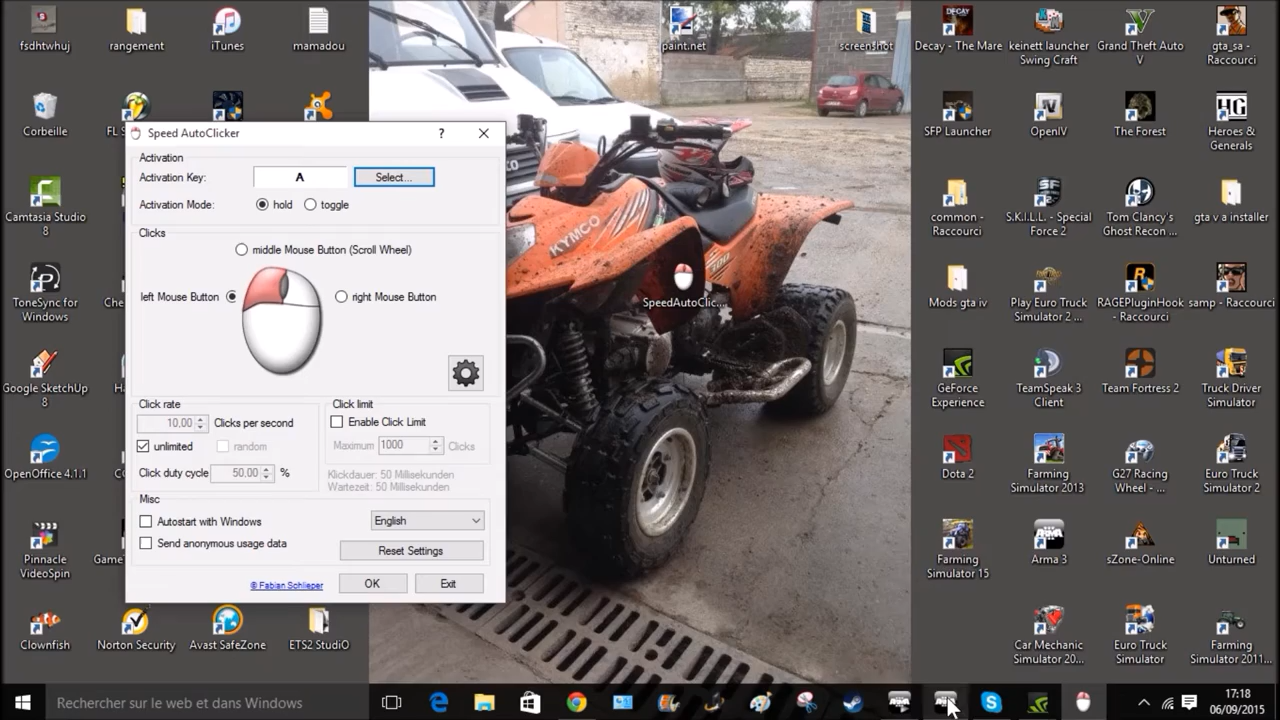 fsdhtwhuj
rangement
iTunes
mamadou
paint.net
screenshot
Decay - The Mare
keinett launcher
Swing Craft
Grand Theft Auto
V
gta_sa -
Raccourci
Corbeille
FL S
SFP Launcher
OpenIV
The Forest
Heroes &
Generals
Speed AutoClicker
?
Activation
Activation Key:
A
Select...
Activation Mode:
hold
toggle
Clicks
middle Mouse Button (Scroll Wheel)
left Mouse Button
right Mouse Button
Click rate
10.00
Clicks per second
unlimited
random
Click duty cycle
50.00
%
Click limit
Enable Click Limit
Maximum
1000
Clicks
Klickdauer: 50 Millisekunden
Wartezeit: 50 Millisekunden
Misc
Autostart with Windows
English
Send anonymous usage data
Reset Settings
© Fabian Schlieper
OK
Exit
KYMCO
SpeedAutoClic...
Camtasia Studio
8
common -
Raccourci
S.K.I.L.L. - Special
Force 2
Tom Clancy's
Ghost Recon ...
gta v a installer
ToneSync for
Windows
Che
Mods gta iv
Play Euro Truck
Simulator 2 ...
RAGEPluginHook
- Raccourci
samp - Raccourci
Google SketchUp
8
GeForce
Experience
TeamSpeak 3
Client
Team Fortress 2
Truck Driver
Simulator
OpenOffice 4.1.1
Dota 2
Farming
Simulator 2013
G27 Racing
Wheel - ...
Euro Truck
Simulator 2
Pinnacle
VideoSpin
Game
Farming
Simulator 15
Arma 3
sZone-Online
Unturned
Clownfish
Norton Security
Avast SafeZone
ETS2 StudiO
Car Mechanic
Simulator 20...
Euro Truck
Simulator
Farming
Simulator 2011...
Rechercher sur le web et dans Windows
17:18
06/09/2015